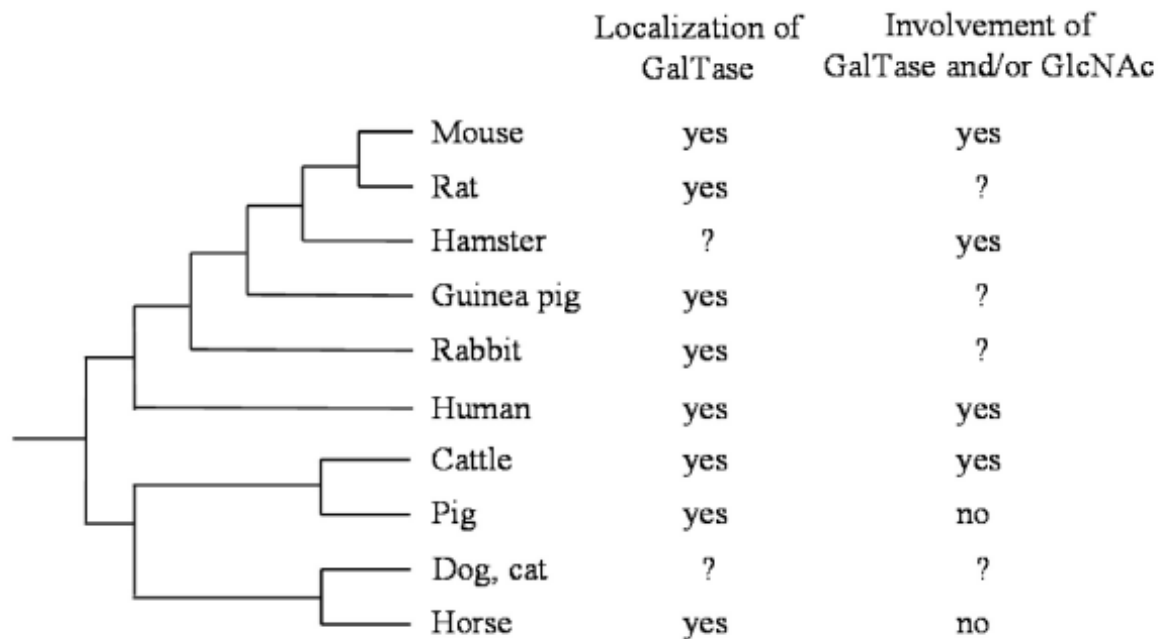 Localization of Involvement of
GalTase GalTase and/or GlcNAc
Mouse yes yes
Rat yes ?
Hamster ? yes
Guinea pig yes ?
Rabbit yes ?
Human yes yes
Cattle yes yes
Pig yes no
Dog, cat ? ?
Horse yes no